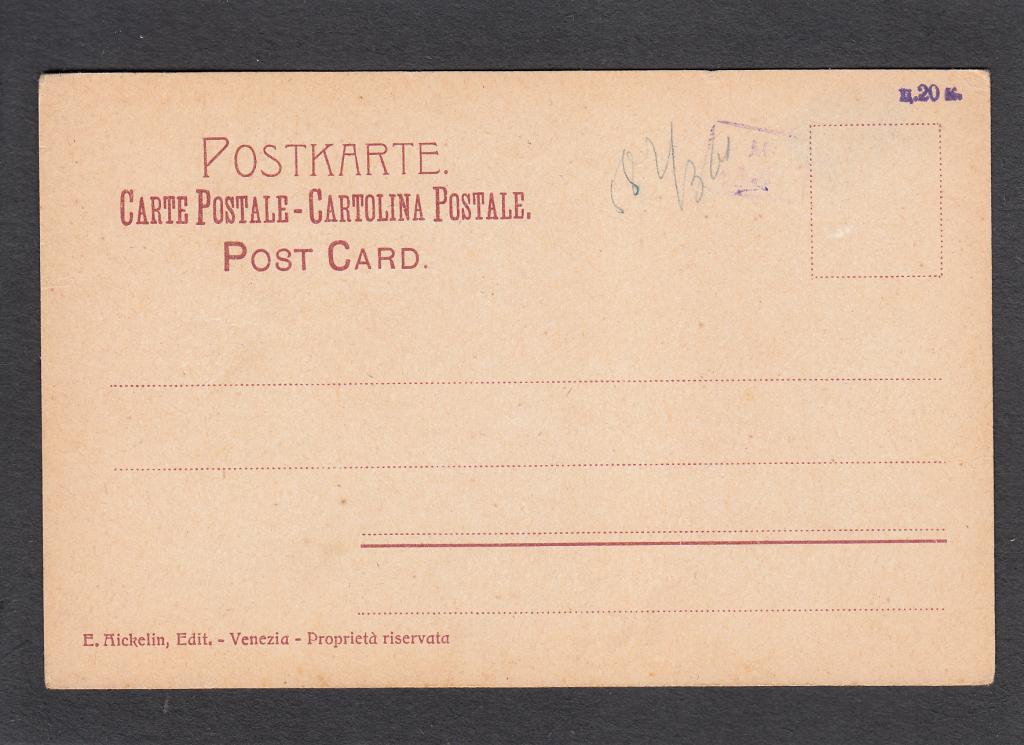 ц.20 к.
POSTKARTE.
CARTE POSTALE - CARTOLINA POSTALE.
POST CARD.
E. Aickelin, Edit. - Venezia - Proprietà riservata